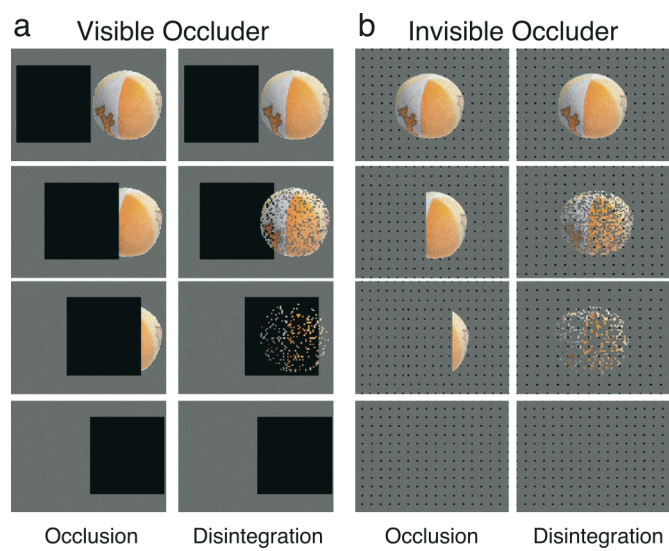 a Visible Occluder
b Invisible Occluder
Occlusion
Disintegration
Occlusion
Disintegration